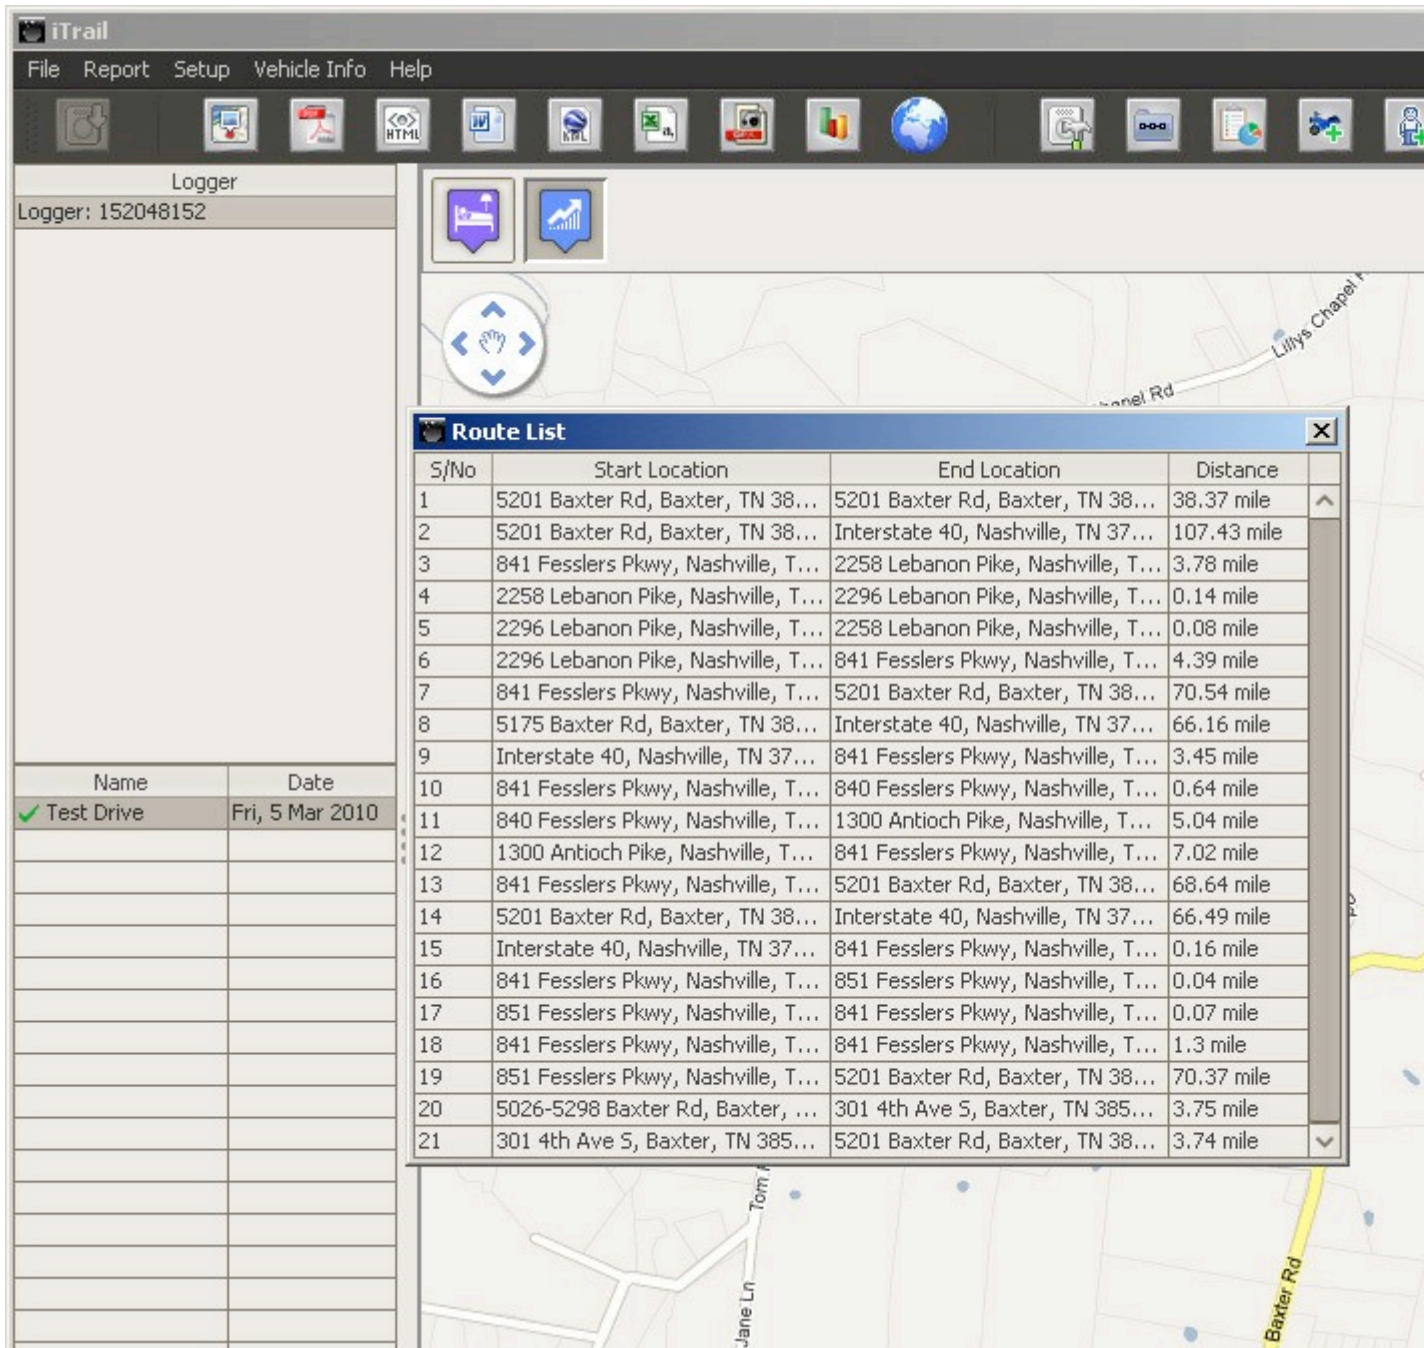 iTrail
File Report Setup Vehicle Info Help
HTML
KML
Logger
Logger: 152048152
Lillys Chapel
Rd
Route List
S/No Start Location End Location Distance
1 5201 Baxter Rd, Baxter, TN 38... 5201 Baxter Rd, Baxter, TN 38... 38.37 mile
2 5201 Baxter Rd, Baxter, TN 38... Interstate 40, Nashville, TN 37... 107.43 mile
3 841 Fesslers Pkwy, Nashville, T... 2258 Lebanon Pike, Nashville, T... 3.78 mile
4 2258 Lebanon Pike, Nashville, T... 2296 Lebanon Pike, Nashville, T... 0.14 mile
5 2296 Lebanon Pike, Nashville, T... 2258 Lebanon Pike, Nashville, T... 0.08 mile
6 2296 Lebanon Pike, Nashville, T... 841 Fesslers Pkwy, Nashville, T... 4.39 mile
7 841 Fesslers Pkwy, Nashville, T... 5201 Baxter Rd, Baxter, TN 38... 70.54 mile
8 5175 Baxter Rd, Baxter, TN 38... Interstate 40, Nashville, TN 37... 66.16 mile
9 Interstate 40, Nashville, TN 37... 841 Fesslers Pkwy, Nashville, T... 3.45 mile
10 841 Fesslers Pkwy, Nashville, T... 840 Fesslers Pkwy, Nashville, T... 0.64 mile
11 840 Fesslers Pkwy, Nashville, T... 1300 Antioch Pike, Nashville, T... 5.04 mile
12 1300 Antioch Pike, Nashville, T... 841 Fesslers Pkwy, Nashville, T... 7.02 mile
13 841 Fesslers Pkwy, Nashville, T... 5201 Baxter Rd, Baxter, TN 38... 68.64 mile
14 5201 Baxter Rd, Baxter, TN 38... Interstate 40, Nashville, TN 37... 66.49 mile
15 Interstate 40, Nashville, TN 37... 841 Fesslers Pkwy, Nashville, T... 0.16 mile
16 841 Fesslers Pkwy, Nashville, T... 851 Fesslers Pkwy, Nashville, T... 0.04 mile
17 851 Fesslers Pkwy, Nashville, T... 841 Fesslers Pkwy, Nashville, T... 0.07 mile
18 841 Fesslers Pkwy, Nashville, T... 841 Fesslers Pkwy, Nashville, T... 1.3 mile
19 851 Fesslers Pkwy, Nashville, T... 5201 Baxter Rd, Baxter, TN 38... 70.37 mile
20 5026-5298 Baxter Rd, Baxter, ... 301 4th Ave S, Baxter, TN 385... 3.75 mile
21 301 4th Ave S, Baxter, TN 385... 5201 Baxter Rd, Baxter, TN 38... 3.74 mile
Name Date
Test Drive Fri, 5 Mar 2010
Tom
Jane Ln
Baxter Rd